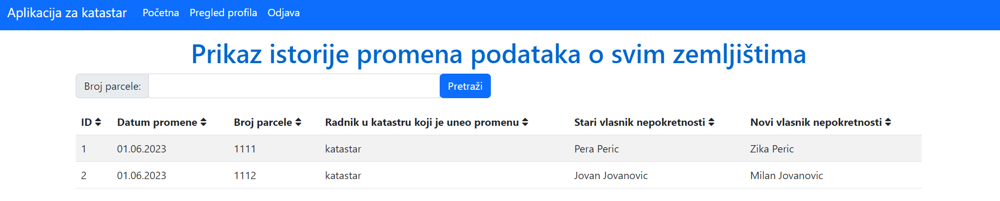 Aplikacija za katastar Početna Pregled profila Odjava
Prikaz istorije promena podataka o svim zemljištima
Broj parcele: Pretraži
ID Datum promene Broj parcele Radnik u katastru koji je uneo promenu Stari vlasnik nepokretnosti Novi vlasnik nepokretnosti
1 01.06.2023 1111 katastar Pera Peric Zika Peric
2 01.06.2023 1112 katastar Jovan Jovanovic Milan Jovanovic